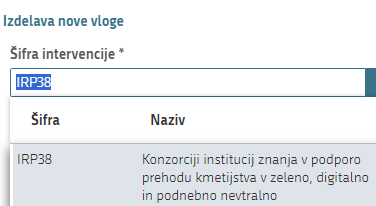 Izdelava nove vloge
Šifra intervencije *
IRP38
Šifra Naziv
IRP38 Konzorciji institucij znanja v podporo
prehodu kmetijstva v zeleno, digitalno
in podnebno nevtralno